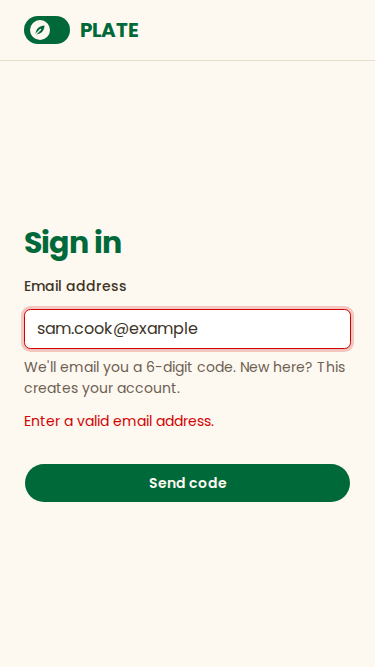 PLATE
Sign in
Email address
sam.cook@example
We'll email you a 6-digit code. New here? This
creates your account.
Enter a valid email address.
Send code